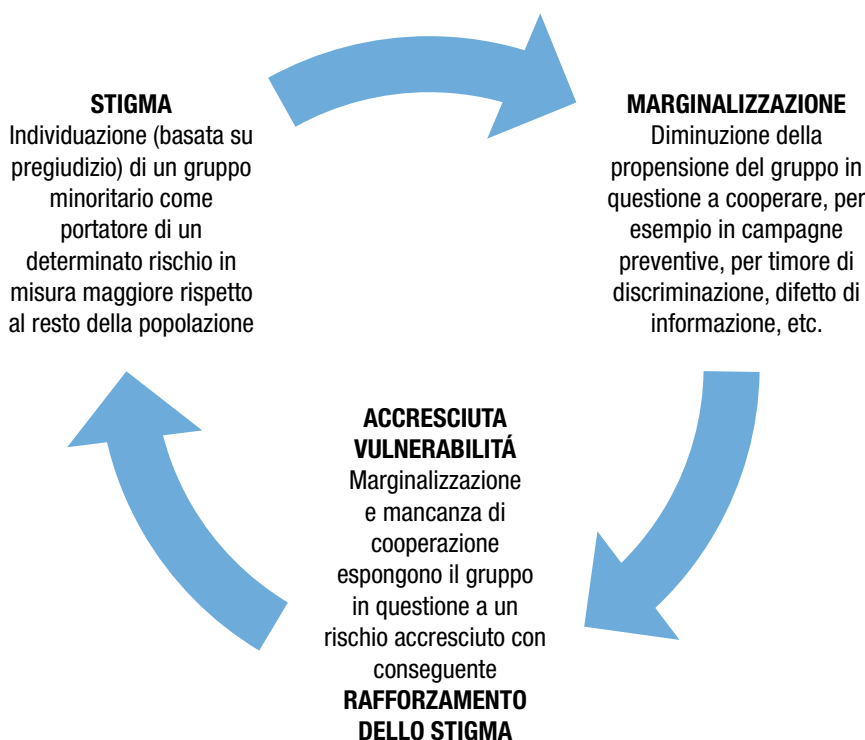 STIGMA
Individuazione (basata su
pregiudizio) di un gruppo
minoritario come
portatore di un
determinato rischio in
misura maggiore rispetto
al resto della popolazione
MARGINALIZZAZIONE
Diminuzione della
propensione del gruppo in
questione a cooperare, per
esempio in campagne
preventive, per timore di
discriminazione, difetto di
informazione, etc.
ACCRESCIUTA
VULNERABILITÁ
Marginalizzazione
e mancanza di
cooperazione
espongono il gruppo
in questione a un
rischio accresciuto con
conseguente
RAFFORZAMENTO
DELLO STIGMA